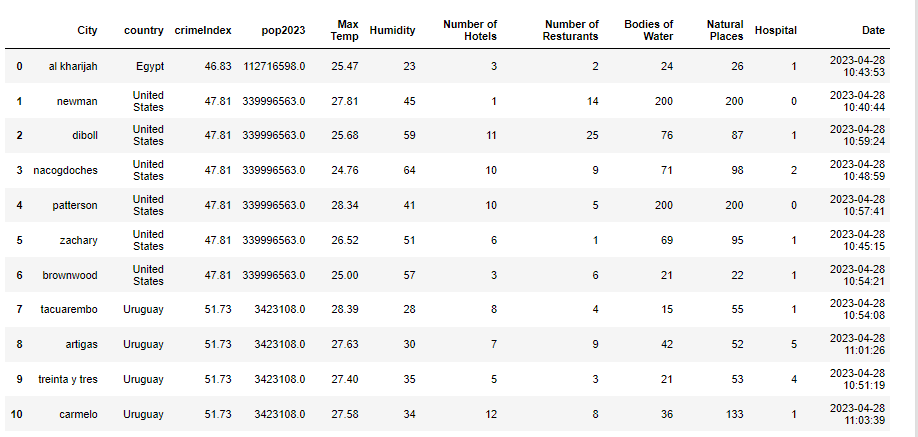 City country crimeIndex pop2023 Max Temp Humidity Number of Hotels Number of Resturants Bodies of Water Natural Places Hospital Date
0 al kharijah Egypt 46.83 112716598.0 25.47 23 3 2 24 26 1 2023-04-28 10:43:53
1 newman United States 47.81 339996563.0 27.81 45 1 14 200 200 0 2023-04-28 10:40:44
2 diboll United States 47.81 339996563.0 25.68 59 11 25 76 87 1 2023-04-28 10:59:24
3 nacogdoches United States 47.81 339996563.0 24.76 64 10 9 71 98 2 2023-04-28 10:48:59
4 patterson United States 47.81 339996563.0 28.34 41 10 5 200 200 0 2023-04-28 10:57:41
5 zachary United States 47.81 339996563.0 26.52 51 6 1 69 95 1 2023-04-28 10:45:15
6 brownwood United States 47.81 339996563.0 25.00 57 3 6 21 22 1 2023-04-28 10:54:21
7 tacuarembo Uruguay 51.73 3423108.0 28.39 28 8 4 15 55 1 2023-04-28 10:54:08
8 artigas Uruguay 51.73 3423108.0 27.63 30 7 9 42 52 5 2023-04-28 11:01:26
9 treinta y tres Uruguay 51.73 3423108.0 27.40 35 5 3 21 53 4 2023-04-28 10:51:19
10 carmelo Uruguay 51.73 3423108.0 27.58 34 12 8 36 133 1 2023-04-28 11:03:39